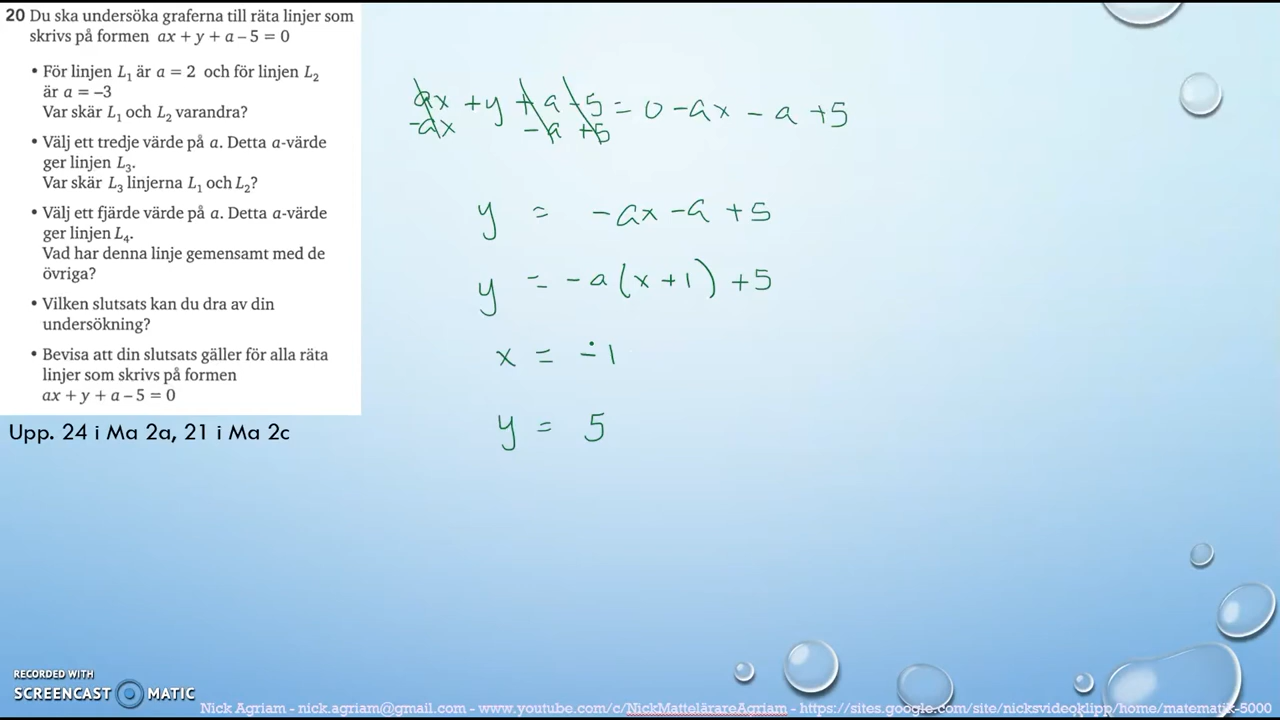 20 Du ska undersöka graferna till räta linjer som
skrivs på formen ax + y + a – 5 = 0
• För linjen L₁ är a = 2 och för linjen L₂
är a = –3
Var skär L₁ och L₂ varandra?
• Välj ett tredje värde på a. Detta a-värde
ger linjen L₃.
Var skär L₃ linjerna L₁ och L₂?
• Välj ett fjärde värde på a. Detta a-värde
ger linjen L₄.
Vad har denna linje gemensamt med de
övriga?
• Vilken slutsats kan du dra av din
undersökning?
• Bevisa att din slutsats gäller för alla räta
linjer som skrivs på formen
ax + y + a – 5 = 0
Upp. 24 i Ma 2a, 21 i Ma 2c
ax + y + a - 5 = 0 - ax - a + 5
-ax - a + 5
y = -ax - a + 5
y = -a(x + 1) + 5
x = -1
y = 5
RECORDED WITH
SCREENCAST MATIC
Nick Agriam - nick.agriam@gmail.com - www.youtube.com/c/NickMattelärareAgriam - https://sites.google.com/site/nicksvideoklipp/home/matematik-5000